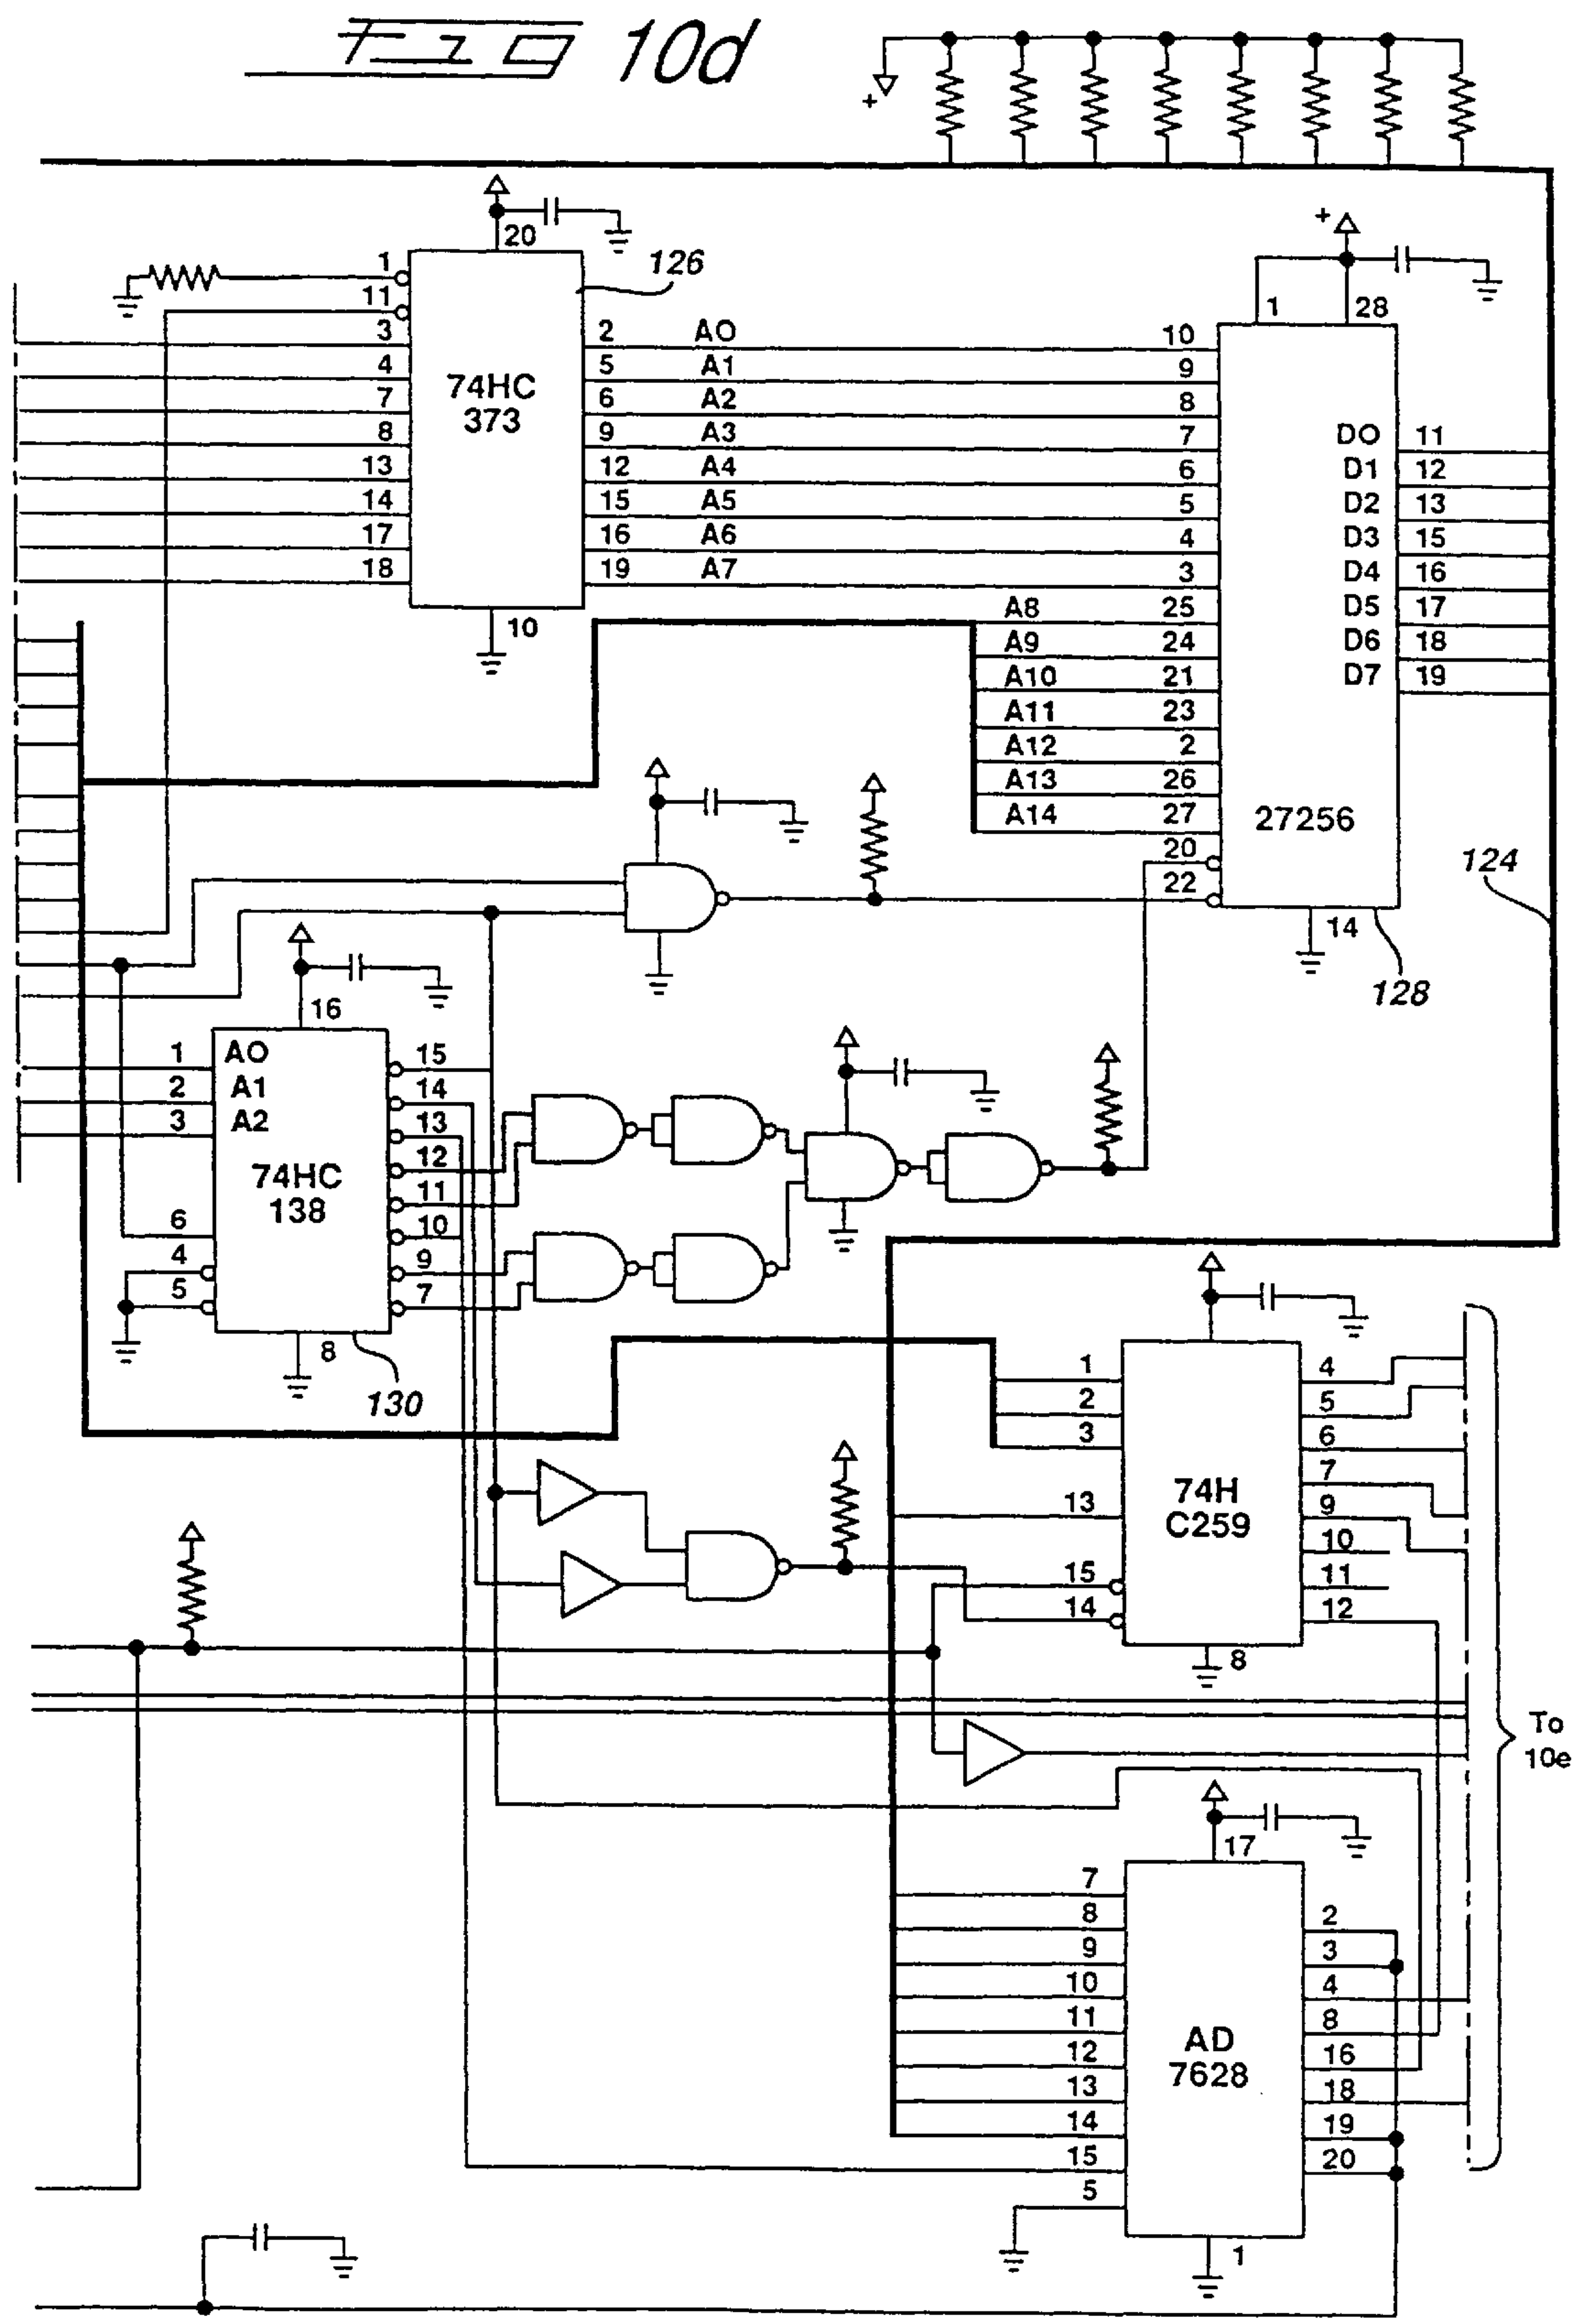 Fig 10d
+
20
126
+
1
11
3
4
7
8
13
14
17
18
74HC
373
2 A0
5 A1
6 A2
9 A3
12 A4
15 A5
16 A6
19 A7
10
1
28
10
9
8
7
6
5
4
3
A8 25
A9 24
A10 21
A11 23
A12 2
A13 26
A14 27
20
22
27256
D0 11
D1 12
D2 13
D3 15
D4 16
D5 17
D6 18
D7 19
14
124
128
16
1 A0
2 A1
3 A2
74HC
138
6
4
5
15
14
13
12
11
10
9
7
8
130
1
2
3
13
15
14
74H
C259
4
5
6
7
9
10
11
12
8
To
10e
17
7
8
9
10
11
12
13
14
15
5
AD
7628
2
3
4
8
16
18
19
20
1